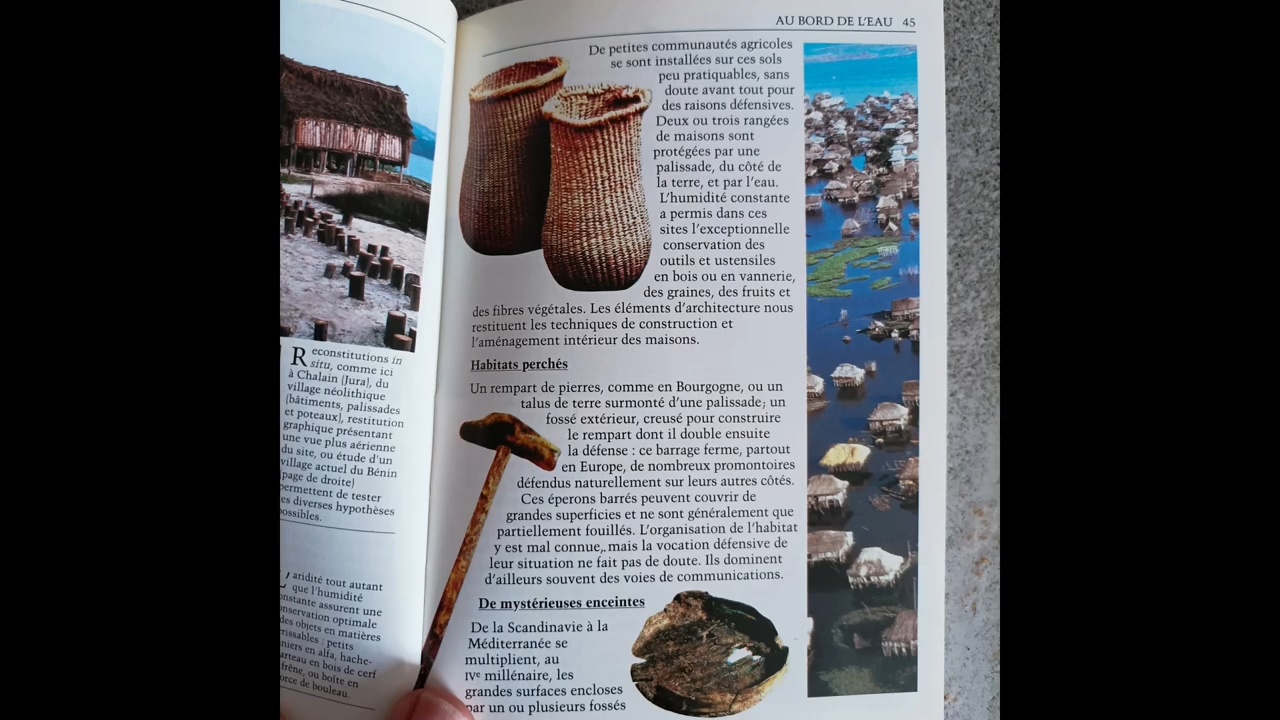 Reconstitutions in
situ, comme ici
à Chalain (Jura), du
village néolithique
(bâtiments, palissades
et poteaux), restitution
graphique présentant
une vue plus aérienne
du site, ou étude d'un
village actuel du Bénin
(page de droite)
permettent de tester
es diverses hypothèses
possibles.
L'aridité tout autant
que l'humidité
constante assurent une
conservation optimale
des objets en matières
rissables : petits
niers en alfa, hache-
arteau en bois de cerf
frêne, ou boîte en
orce de bouleau.
AU BORD DE L'EAU 45
De petites communautés agricoles
se sont installées sur ces sols
peu pratiquables, sans
doute avant tout pour
des raisons défensives.
Deux ou trois rangées
de maisons sont
protégées par une
palissade, du côté de
la terre, et par l'eau.
L'humidité constante
a permis dans ces
sites l'exceptionnelle
conservation des
outils et ustensiles
en bois ou en vannerie,
des graines, des fruits et
des fibres végétales. Les éléments d'architecture nous
restituent les techniques de construction et
l'aménagement intérieur des maisons.
Habitats perchés
Un rempart de pierres, comme en Bourgogne, ou un
talus de terre surmonté d'une palissade; un
fossé extérieur, creusé pour construire
le rempart dont il double ensuite
la défense : ce barrage ferme, partout
en Europe, de nombreux promontoires
défendus naturellement sur leurs autres côtés.
Ces éperons barrés peuvent couvrir de
grandes superficies et ne sont généralement que
partiellement fouillés. L'organisation de l'habitat
y est mal connue, mais la vocation défensive de
leur situation ne fait pas de doute. Ils dominent
d'ailleurs souvent des voies de communications.
De mystérieuses enceintes
De la Scandinavie à la
Méditerranée se
multiplient, au
IVe millénaire, les
grandes surfaces encloses
par un ou plusieurs fossés